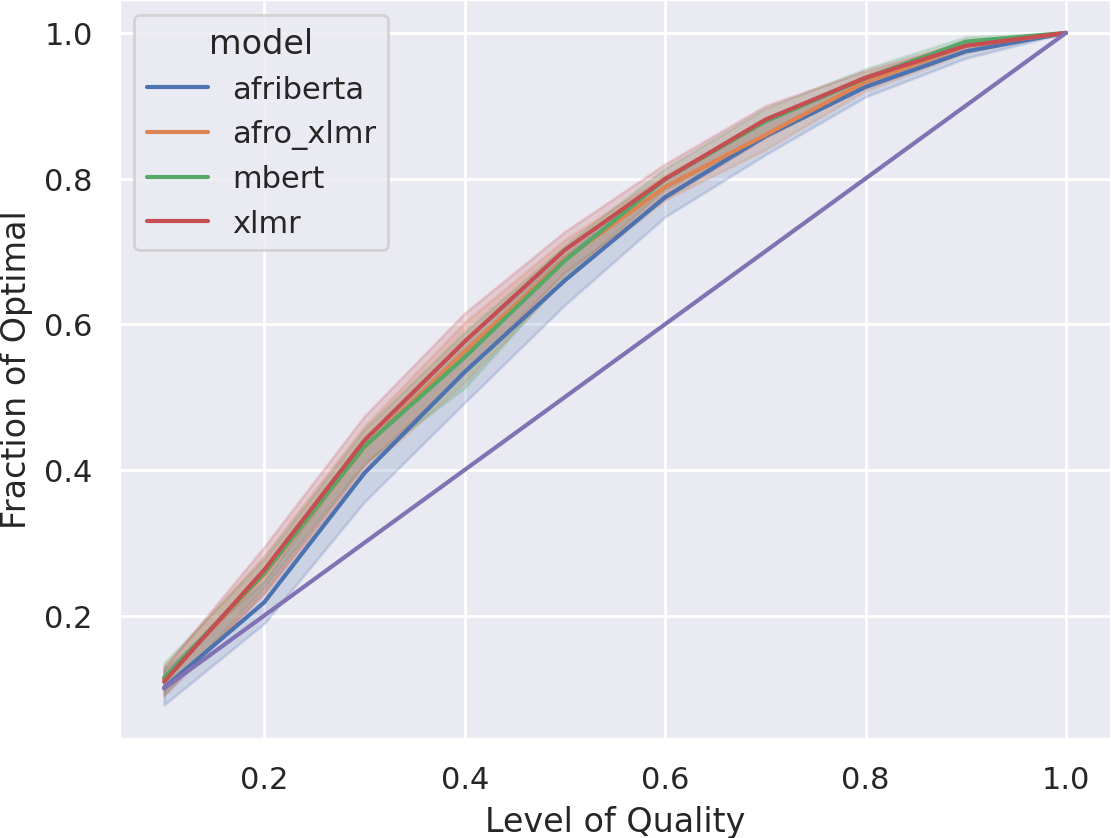 model
afriberta
afro_xlmr
mbert
xlmr
Fraction of Optimal
1.0
0.8
0.6
0.4
0.2
0.2 0.4 0.6 0.8 1.0
Level of Quality